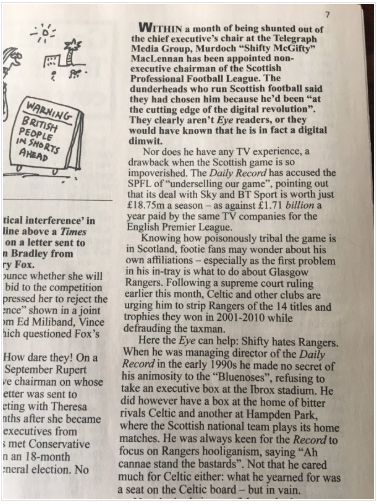 7
WITHIN a month of being shunted out of
the chief executive's chair at the Telegraph
Media Group, Murdoch “Shifty McGifty”
MacLennan has been appointed non-
executive chairman of the Scottish
Professional Football League. The
dunderheads who run Scottish football said
they had chosen him because he'd been “at
the cutting edge of the digital revolution”.
They clearly aren't Eye readers, or they
would have known that he is in fact a digital
dimwit.
Nor does he have any TV experience, a
drawback when the Scottish game is so
impoverished. The Daily Record has accused the
SPFL of “underselling our game”, pointing out
that its deal with Sky and BT Sport is worth just
£18.75m a season – as against £1.71 billion a
year paid by the same TV companies for the
English Premier League.
Knowing how poisonously tribal the game is
in Scotland, footie fans may wonder about his
own affiliations – especially as the first problem
in his in-tray is what to do about Glasgow
Rangers. Following a supreme court ruling
earlier this month, Celtic and other clubs are
urging him to strip Rangers of the 14 titles and
trophies they won in 2001-2010 while
defrauding the taxman.
Here the Eye can help: Shifty hates Rangers.
When he was managing director of the Daily
Record in the early 1990s he made no secret of
his animosity to the “Bluenoses”, refusing to
take an executive box at the Ibrox stadium. He
did however have a box at the home of bitter
rivals Celtic and another at Hampden Park,
where the Scottish national team plays its home
matches. He was always keen for the Record to
focus on Rangers hooliganism, saying “Ah
cannae stand the bastards”. Not that he cared
much for Celtic either: what he yearned for was
a seat on the Celtic board – but in vain.
WARNING
BRITISH
PEOPLE
IN SHORTS
AHEAD
tical interference' in
line above a Times
on a letter sent to
n Bradley from
ry Fox.
ounce whether she will
bid to the competition
pressed her to reject the
ence” shown in a joint
om Ed Miliband, Vince
hich questioned Fox's
How dare they! On a
September Rupert
ve chairman on whose
etter was sent to
eting with Theresa
nths after she became
executives from
s met Conservative
n an 18-month
eneral election. No